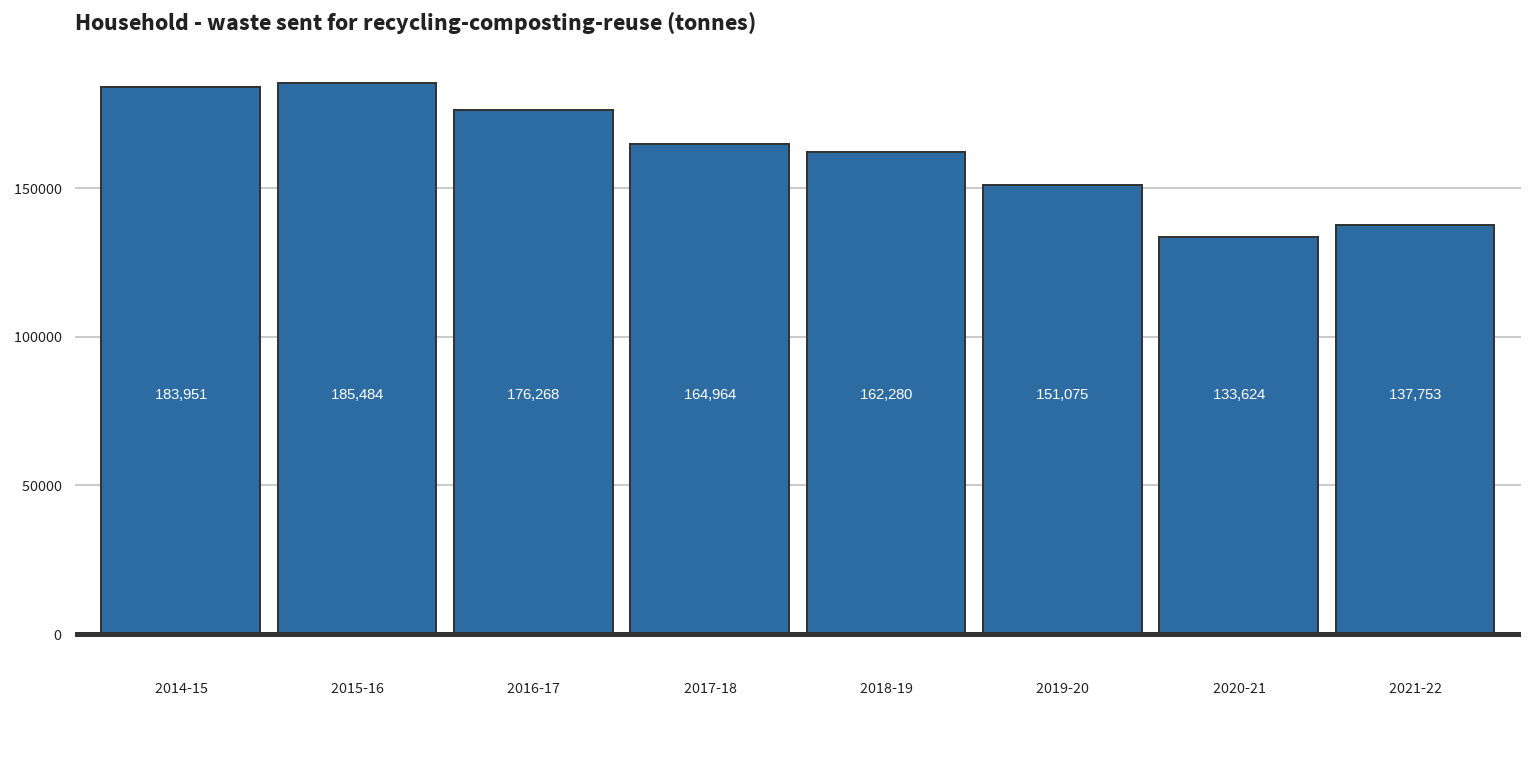 Household - waste sent for recycling-composting-reuse (tonnes)
150000
100000
183,951 185,484 176,268 164,964 162,280 151,075 133,624 137,753
50000
0
2014-15 2015-16 2016-17 2017-18 2018-19 2019-20 2020-21 2021-22